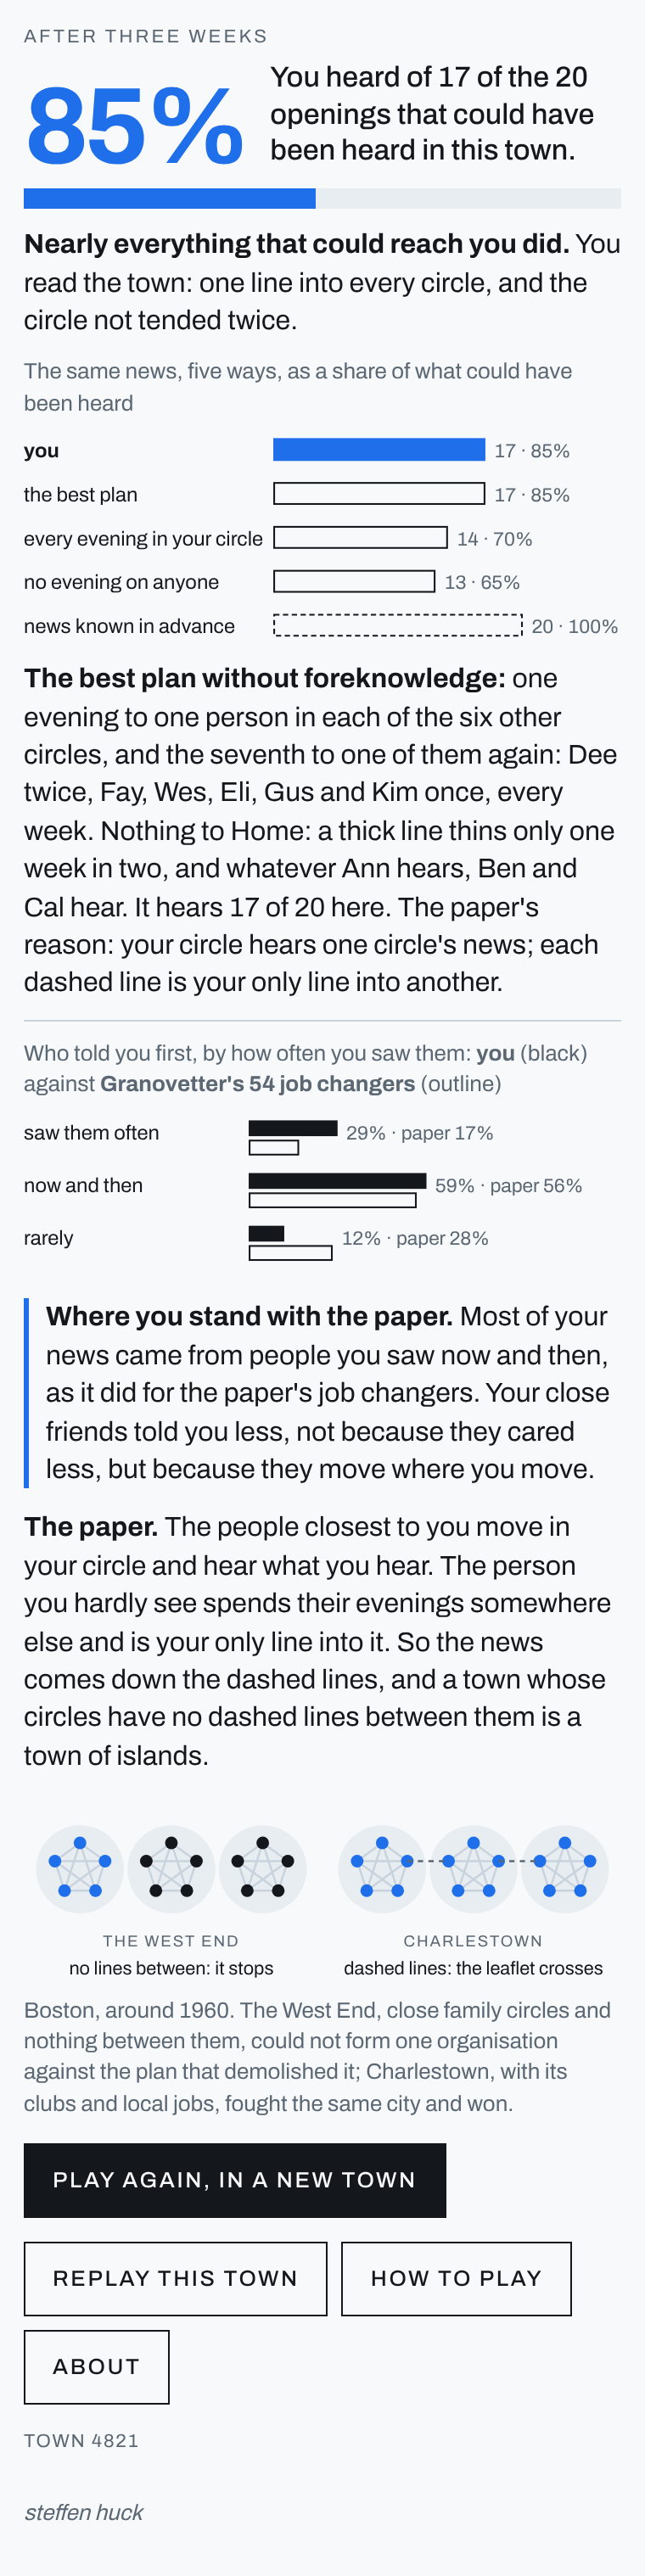 AFTER THREE WEEKS
85%
You heard of 17 of the 20
openings that could have
been heard in this town.
Nearly everything that could reach you did. You
read the town: one line into every circle, and the
circle not tended twice.
The same news, five ways, as a share of what could have
been heard
you 17 · 85%
the best plan 17 · 85%
every evening in your circle 14 · 70%
no evening on anyone 13 · 65%
news known in advance 20 · 100%
The best plan without foreknowledge: one
evening to one person in each of the six other
circles, and the seventh to one of them again: Dee
twice, Fay, Wes, Eli, Gus and Kim once, every
week. Nothing to Home: a thick line thins only one
week in two, and whatever Ann hears, Ben and
Cal hear. It hears 17 of 20 here. The paper's
reason: your circle hears one circle's news; each
dashed line is your only line into another.
Who told you first, by how often you saw them: you (black)
against Granovetter's 54 job changers (outline)
saw them often 29% · paper 17%
now and then 59% · paper 56%
rarely 12% · paper 28%
Where you stand with the paper. Most of your
news came from people you saw now and then,
as it did for the paper's job changers. Your close
friends told you less, not because they cared
less, but because they move where you move.
The paper. The people closest to you move in
your circle and hear what you hear. The person
you hardly see spends their evenings somewhere
else and is your only line into it. So the news
comes down the dashed lines, and a town whose
circles have no dashed lines between them is a
town of islands.
THE WEST END
no lines between: it stops
CHARLESTOWN
dashed lines: the leaflet crosses
Boston, around 1960. The West End, close family circles and
nothing between them, could not form one organisation
against the plan that demolished it; Charlestown, with its
clubs and local jobs, fought the same city and won.
PLAY AGAIN, IN A NEW TOWN
REPLAY THIS TOWN
HOW TO PLAY
ABOUT
TOWN 4821
steffen huck